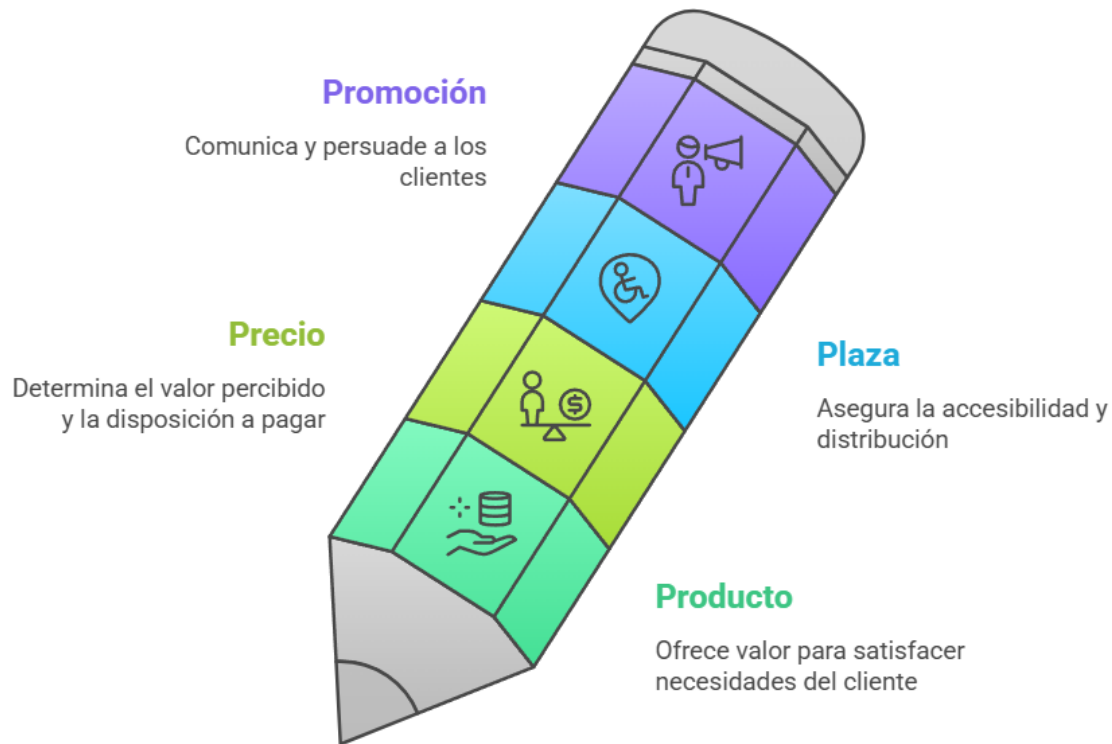 Promoción
Comunica y persuade a los
clientes
Precio
Determina el valor percibido
y la disposición a pagar
Plaza
Asegura la accesibilidad y
distribución
Producto
Ofrece valor para satisfacer
necesidades del cliente
$